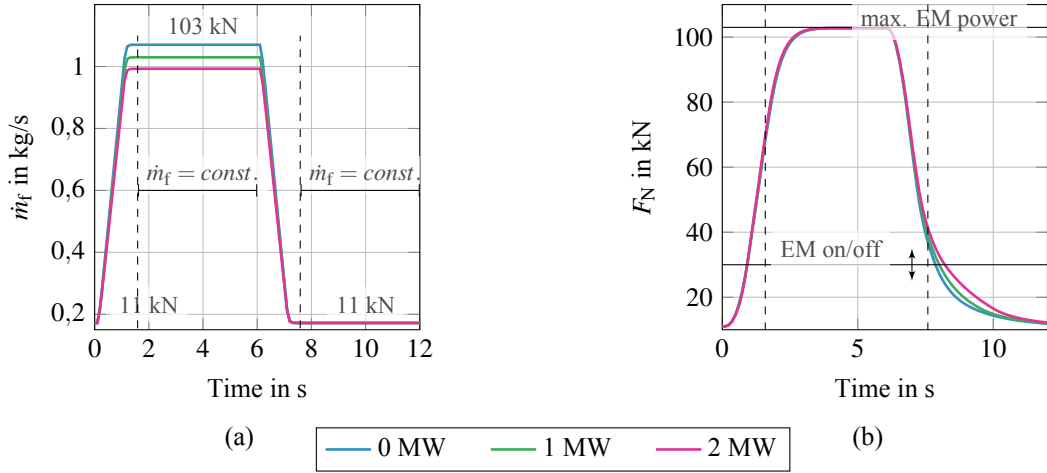 103 kN
ṁf = const.
ṁf = const.
11 kN
11 kN
1
0,8
0,6
0,4
0,2
ṁf in kg/s
0 2 4 6 8 10 12
Time in s
(a)
max. EM power
EM on/off
100
80
60
40
20
FN in kN
0 5 10
Time in s
(b)
0 MW 1 MW 2 MW